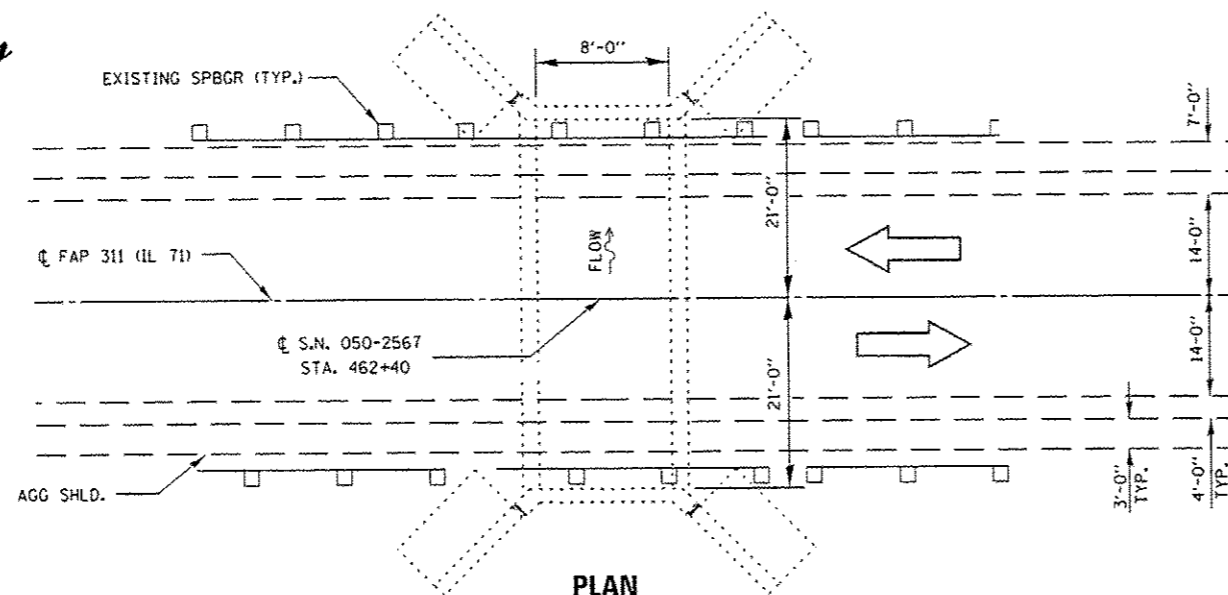 8'-0"
EXISTING SPBGR (TYP.)
7'-0"
21'-0"
14'-0"
FLOW
℄ FAP 311 (IL 71)
℄ S.N. 050-2567
STA. 462+40
21'-0"
14'-0"
AGG SHLD.
3'-0"
TYP.
4'-0"
TYP.
PLAN